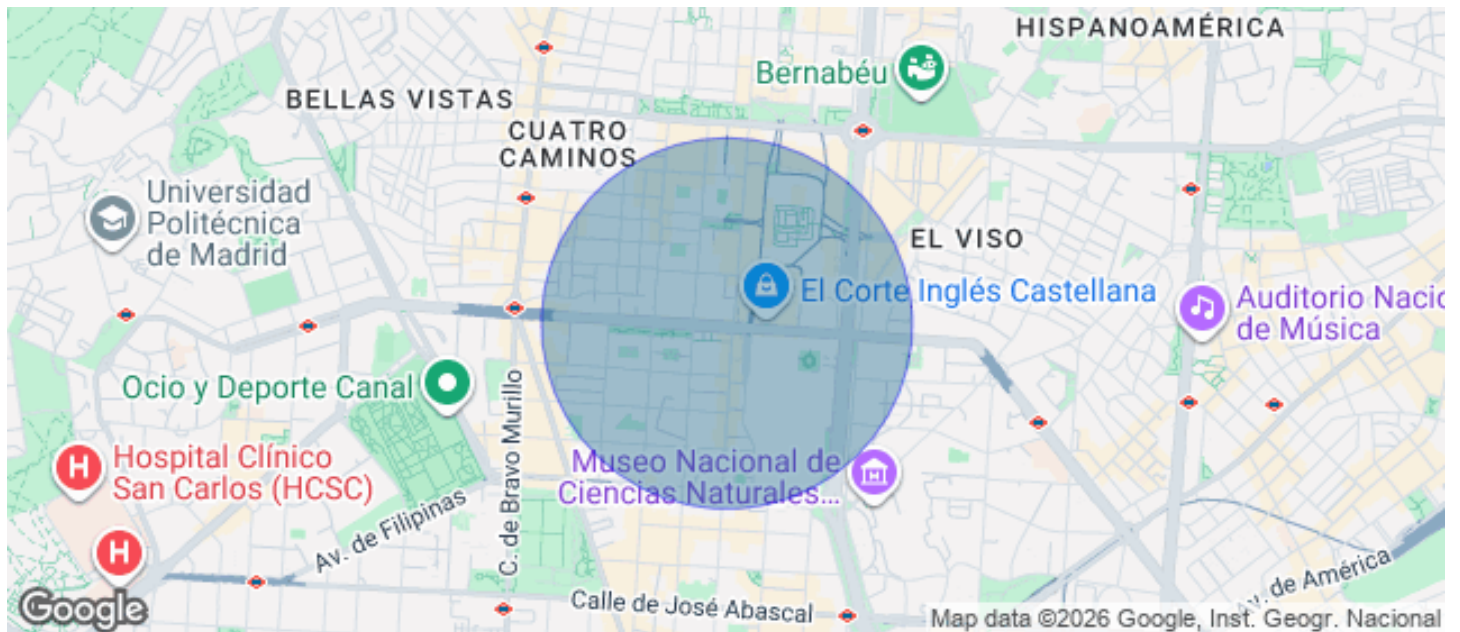 HISPANOAMÉRICA
Bernabéu
BELLAS VISTAS
CUATRO
CAMINOS
Universidad
Politécnica
de Madrid
EL VISO
El Corte Inglés Castellana
Auditorio Nacio
de Música
Ocio y Deporte Canal
C. de Bravo Murillo
Hospital Clínico
San Carlos (HCSC)
H
Museo Nacional de
Ciencias Naturales...
Av. de Filipinas
H
Av. de América
Calle de José Abascal
Google
Map data ©2026 Google, Inst. Geogr. Nacional